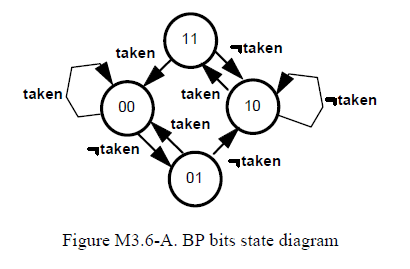 11
taken
¬taken
taken
00
taken
10
¬taken
taken
¬taken
¬taken
01
Figure M3.6-A. BP bits state diagram